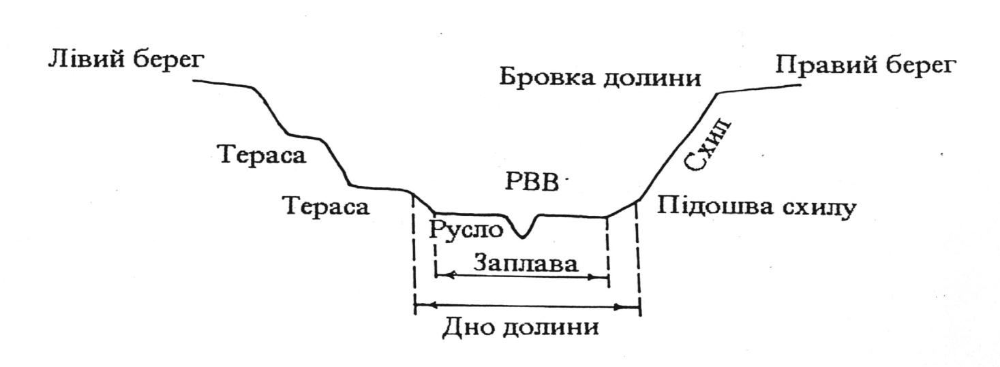 Лівий берег
Бровка долини
Правий берег
Схил
Тераса
РВВ
Тераса
Підошва схилу
Русло
Заплава
Дно долини